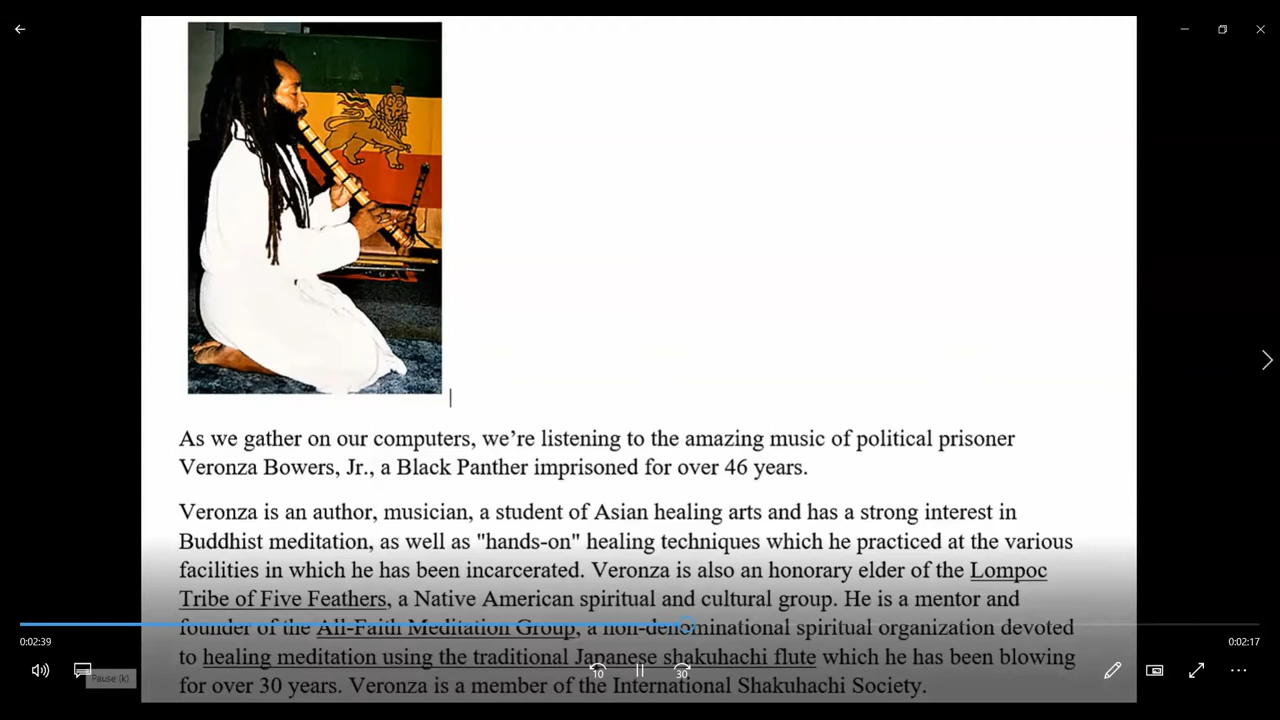 As we gather on our computers, we’re listening to the amazing music of political prisoner
Veronza Bowers, Jr., a Black Panther imprisoned for over 46 years.
Veronza is an author, musician, a student of Asian healing arts and has a strong interest in
Buddhist meditation, as well as "hands-on" healing techniques which he practiced at the various
facilities in which he has been incarcerated. Veronza is also an honorary elder of the Lompoc
Tribe of Five Feathers, a Native American spiritual and cultural group. He is a mentor and
founder of the All-Faith Meditation Group, a non-denominational spiritual organization devoted
to healing meditation using the traditional Japanese shakuhachi flute which he has been blowing
for over 30 years. Veronza is a member of the International Shakuhachi Society.
0:02:39
0:02:17
Pause (k)
10
30